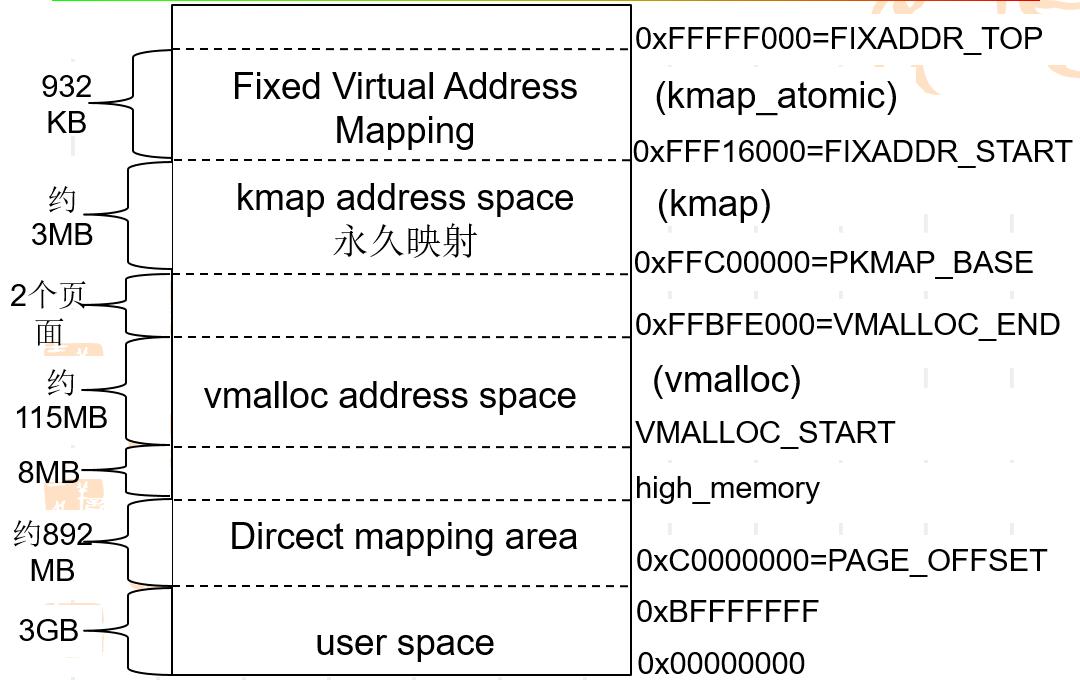 0xFFFFF000=FIXADDR_TOP
932
KB
Fixed Virtual Address
Mapping
(kmap_atomic)
0xFFF16000=FIXADDR_START
约
3MB
kmap address space
永久映射
(kmap)
0xFFC00000=PKMAP_BASE
2个页
面
0xFFBFE000=VMALLOC_END
约
115MB
vmalloc address space
(vmalloc)
VMALLOC_START
8MB
high_memory
约892
MB
Dircect mapping area
0xC0000000=PAGE_OFFSET
0xBFFFFFFF
3GB
user space
0x00000000